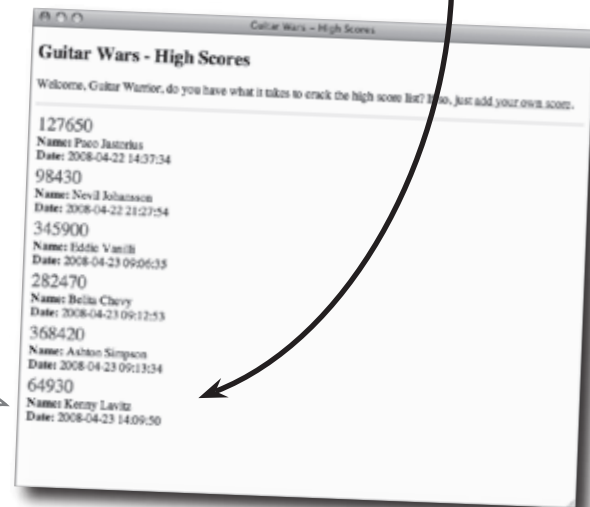 Guitar Wars - High Scores
Guitar Wars - High Scores
Welcome, Guitar Warrior, do you have what it takes to crack the high score list? If so, just add your own score.
127650
Name: Paco Jastorius
Date: 2008-04-22 14:37:34
98430
Name: Nevil Johansson
Date: 2008-04-22 21:27:54
345900
Name: Eddie Vanilli
Date: 2008-04-23 09:06:35
282470
Name: Belita Chevy
Date: 2008-04-23 09:12:53
368420
Name: Ashton Simpson
Date: 2008-04-23 09:13:34
64930
Name: Kenny Lavitz
Date: 2008-04-23 14:09:50